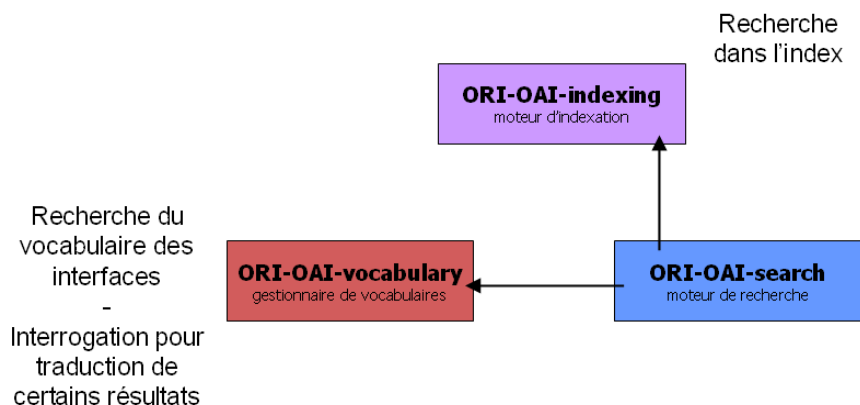 Recherche
dans l'index
ORI-OAI-indexing
moteur d'indexation
Recherche du
vocabulaire des
interfaces
-
Interrogation pour
traduction de
certains résultats
ORI-OAI-vocabulary
gestionnaire de vocabulaires
ORI-OAI-search
moteur de recherche